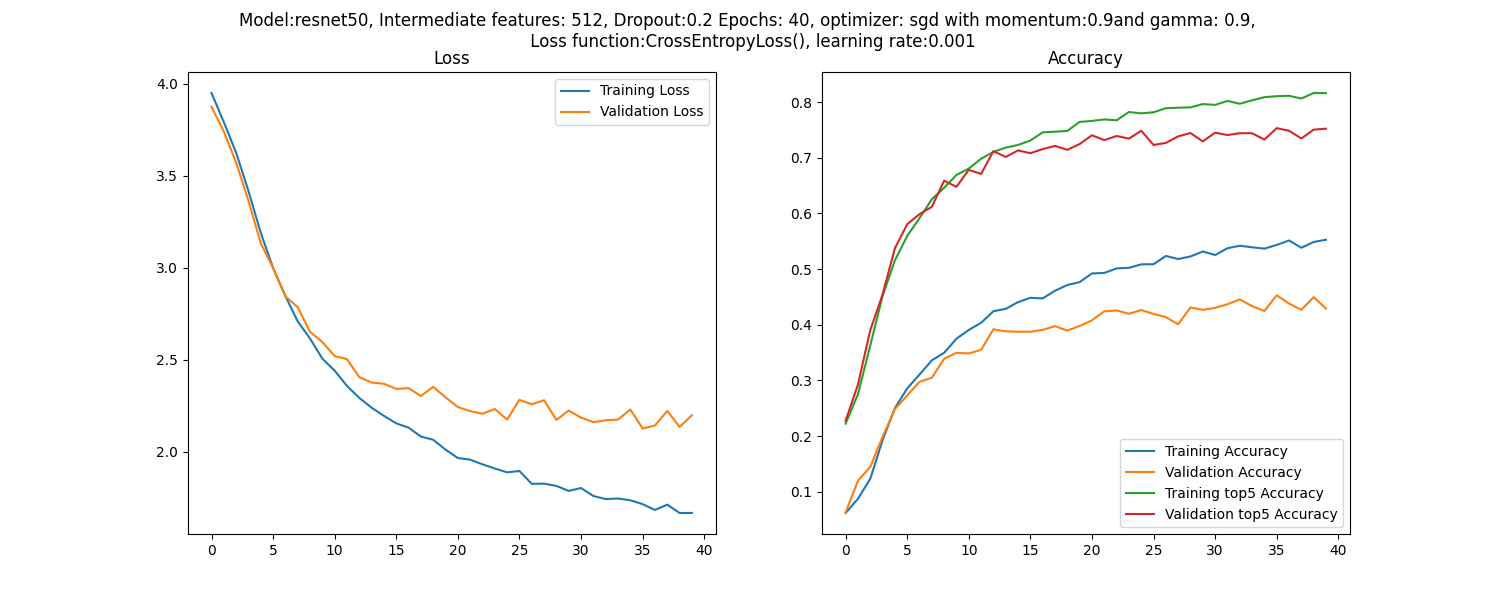 Model:resnet50, Intermediate features: 512, Dropout:0.2 Epochs: 40, optimizer: sgd with momentum:0.9and gamma: 0.9,
Loss function:CrossEntropyLoss(), learning rate:0.001
Loss
4.0
3.5
3.0
2.5
2.0
0 5 10 15 20 25 30 35 40
Training Loss
Validation Loss
Accuracy
0.8
0.7
0.6
0.5
0.4
0.3
0.2
0.1
0 5 10 15 20 25 30 35 40
Training Accuracy
Validation Accuracy
Training top5 Accuracy
Validation top5 Accuracy